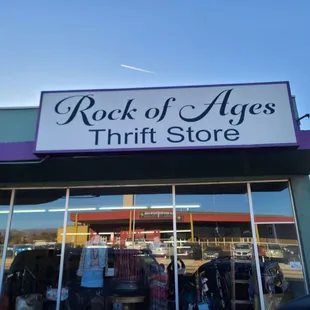 Rock of Ages
Thrift Store